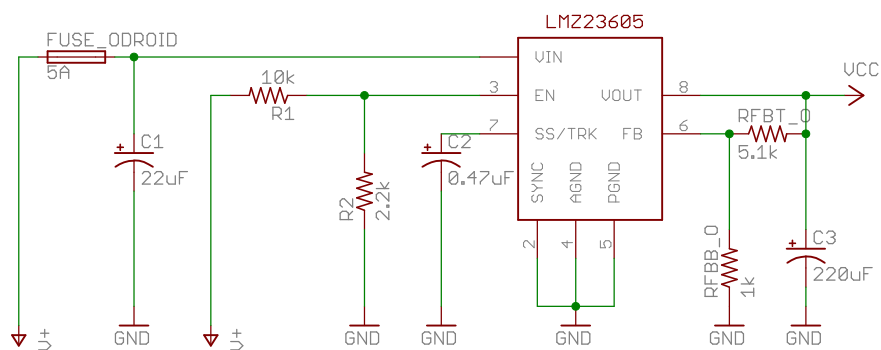 LMZ23605
FUSE_ODROID
5A
VIN
VCC
10k
R1
3
EN
VOUT
8
C1
22uF
7
SS/TRK
FB
6
RFBT_O
5.1k
C2
0.47uF
R2
2.2k
SYNC
AGND
PGND
2
4
5
RFBB_O
1k
C3
220uF
V+
GND
V+
GND
GND
GND
GND
GND